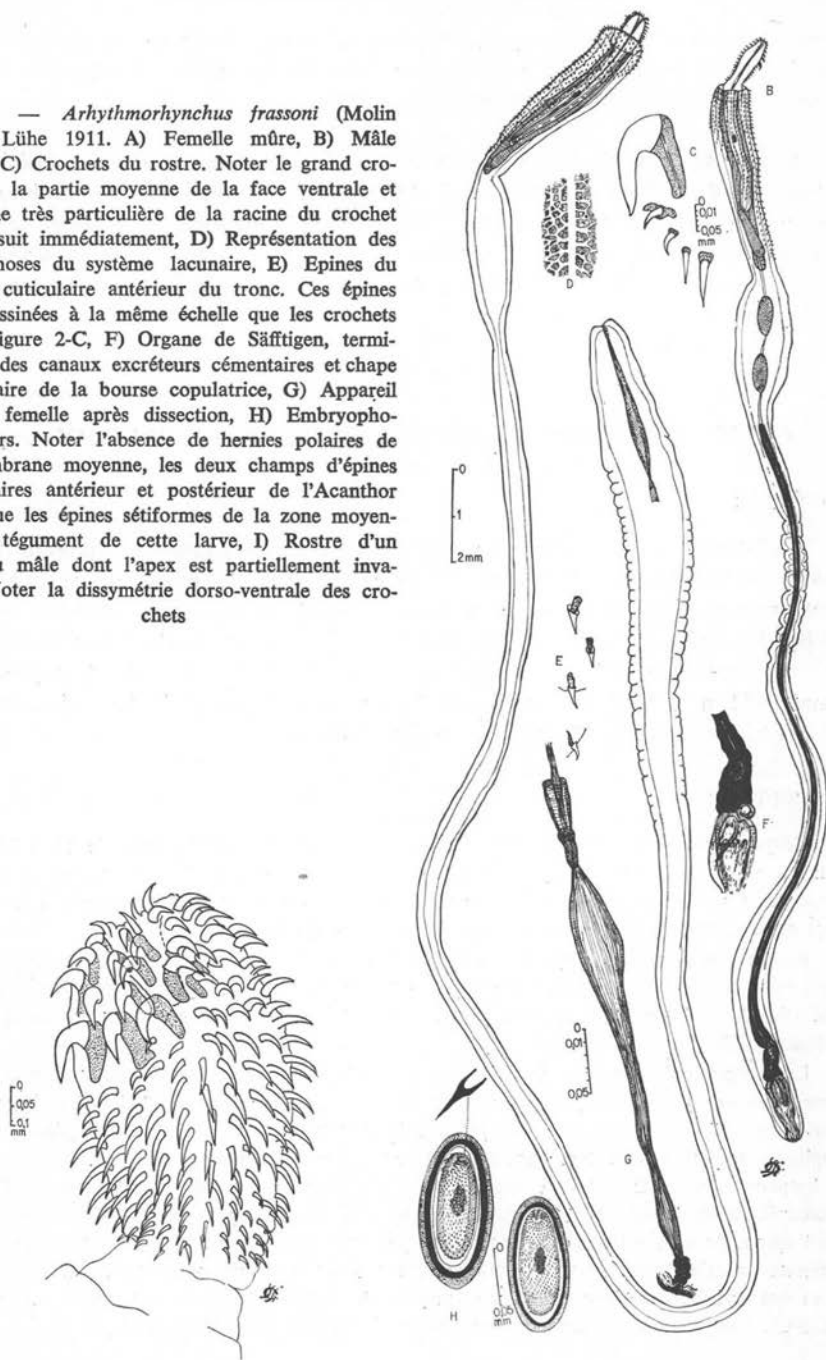 — Arhythmorhynchus frassoni (Molin
Lühe 1911. A) Femelle mûre, B) Mâle
C) Crochets du rostre. Noter le grand cro-
la partie moyenne de la face ventrale et
e très particulière de la racine du crochet
suit immédiatement, D) Représentation des
noses du système lacunaire, E) Epines du
cuticulaire antérieur du tronc. Ces épines
ssinées à la même échelle que les crochets
igure 2-C, F) Organe de Säfftigen, termi-
des canaux excréteurs cémentaires et chape
aire de la bourse copulatrice, G) Appareil
femelle après dissection, H) Embryopho-
rs. Noter l'absence de hernies polaires de
nbrane moyenne, les deux champs d'épines
aires antérieur et postérieur de l'Acanthor
ue les épines sétiformes de la zone moyen-
tégument de cette larve, I) Rostre d'un
u mâle dont l'apex est partiellement inva-
oter la dissymétrie dorso-ventrale des cro-
chets
B
C
0
0,01
0,05
mm
D
0
1
2mm
E
F
0
0,01
0,05
G
0
0,05
0,1
mm
H
0
0,05
mm